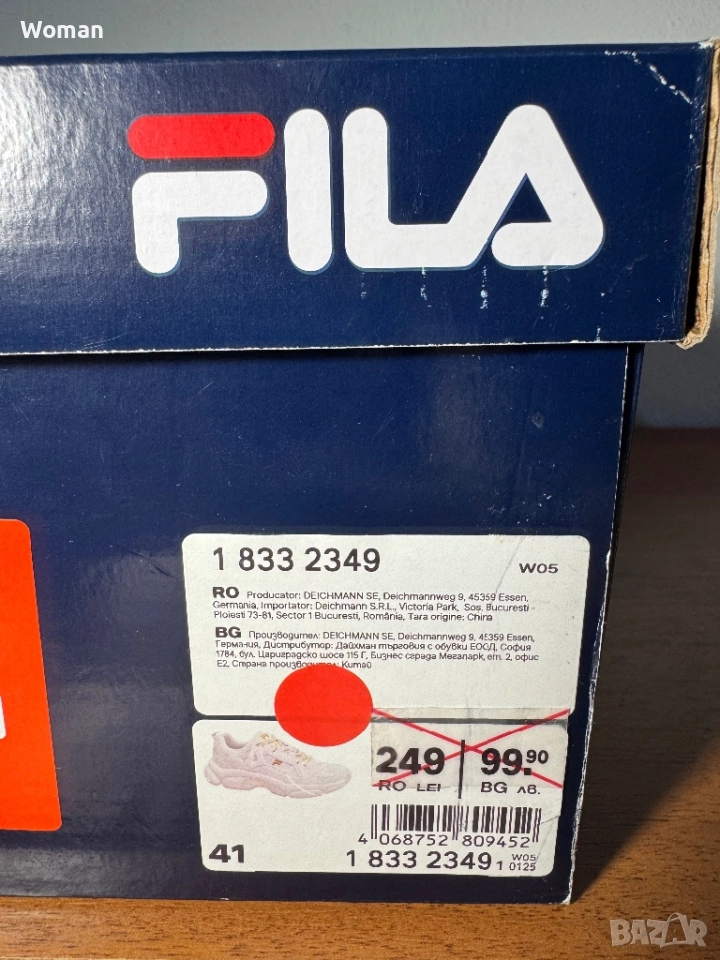 Woman
FILA
1 833 2349
W05
RO Producator: DEICHMANN SE, Deichmannweg 9, 45359 Essen,
Germania, Importator: Deichmann S.R.L., Victoria Park, Sos. Bucuresti -
Ploiesti 73-81, Sector 1 Bucuresti, România, Tara origine: China
BG Производител: DEICHMANN SE, Deichmannweg 9, 45359 Essen,
Германия, Дистрибутор: Дайхман търговия с обувки ЕООД, София
1784, бул. Цариградско шосе 115 Г, Бизнес сграда Мегапарк, ет. 2, офис
Е2, Страна Китай
249 99.90
RO LEI BG лв.
4 068752 809452
41
1 833 2349 1 W05 0125
BAZAR